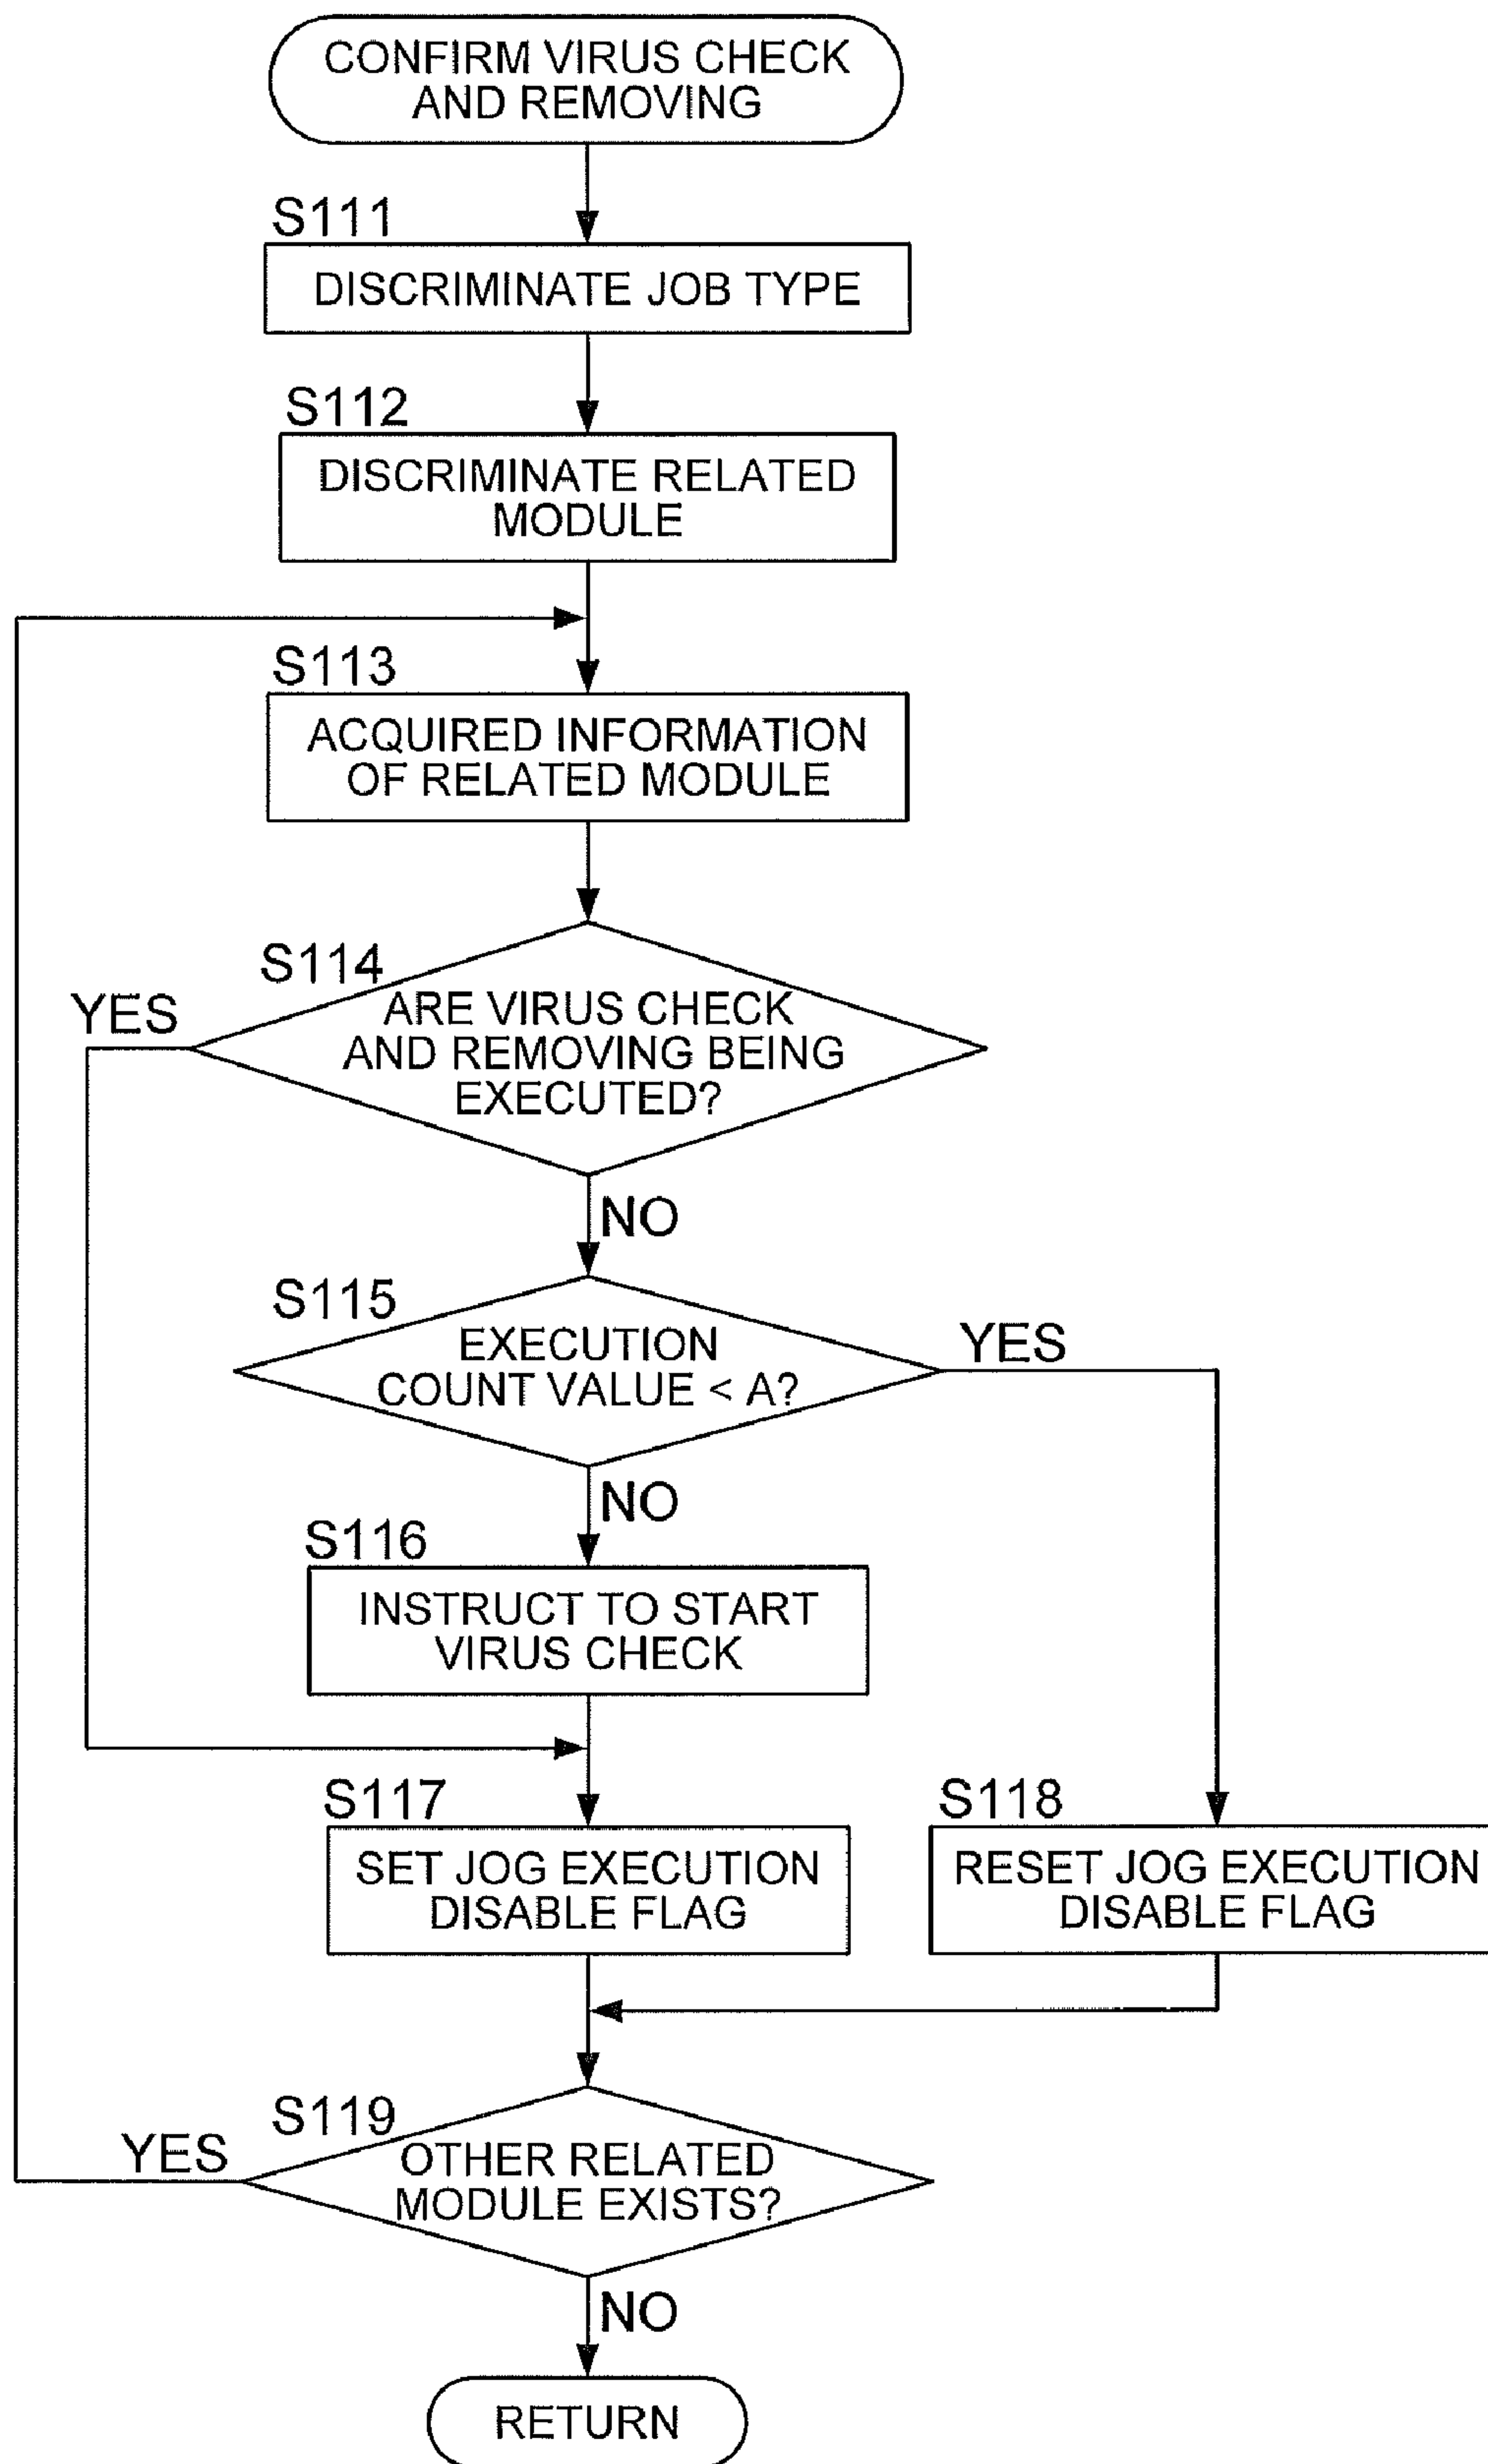 CONFIRM VIRUS CHECK
AND REMOVING
S111
DISCRIMINATE JOB TYPE
S112
DISCRIMINATE RELATED
MODULE
S113
ACQUIRED INFORMATION
OF RELATED MODULE
S114
YES
ARE VIRUS CHECK
AND REMOVING BEING
EXECUTED?
NO
S115
YES
EXECUTION
COUNT VALUE < A?
NO
S116
INSTRUCT TO START
VIRUS CHECK
S117
SET JOG EXECUTION
DISABLE FLAG
S118
RESET JOG EXECUTION
DISABLE FLAG
S119
YES
OTHER RELATED
MODULE EXISTS?
NO
RETURN